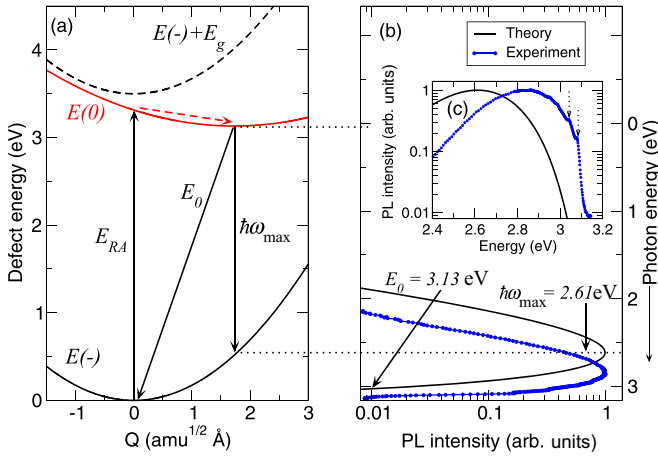 (a)
E(-)+E_g
E(0)
E_0
E_RA
ħω_max
E(-)
4
3
2
1
0
Defect energy (eV)
-1
0
1
2
3
Q (amu^1/2 Å)
(b)
Theory
Experiment
(c)
1
0.1
0.01
PL intensity (arb. units)
2.4
2.6
2.8
3.0
3.2
Energy (eV)
E_0 = 3.13 eV
ħω_max = 2.61eV
0
1
2
3
Photon energy (eV)
0.01
0.1
1
PL intensity (arb. units)